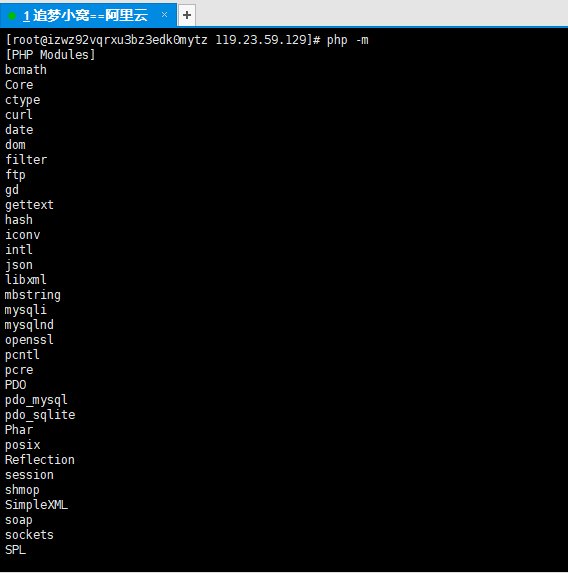 1 追梦小窝==阿里云 × +
[root@izwz92vqrxu3bz3edk0mytz 119.23.59.129]# php -m
[PHP Modules]
bcmath
Core
ctype
curl
date
dom
filter
ftp
gd
gettext
hash
iconv
intl
json
libxml
mbstring
mysqli
mysqlnd
openssl
pcntl
pcre
PDO
pdo_mysql
pdo_sqlite
Phar
posix
Reflection
session
shmop
SimpleXML
soap
sockets
SPL